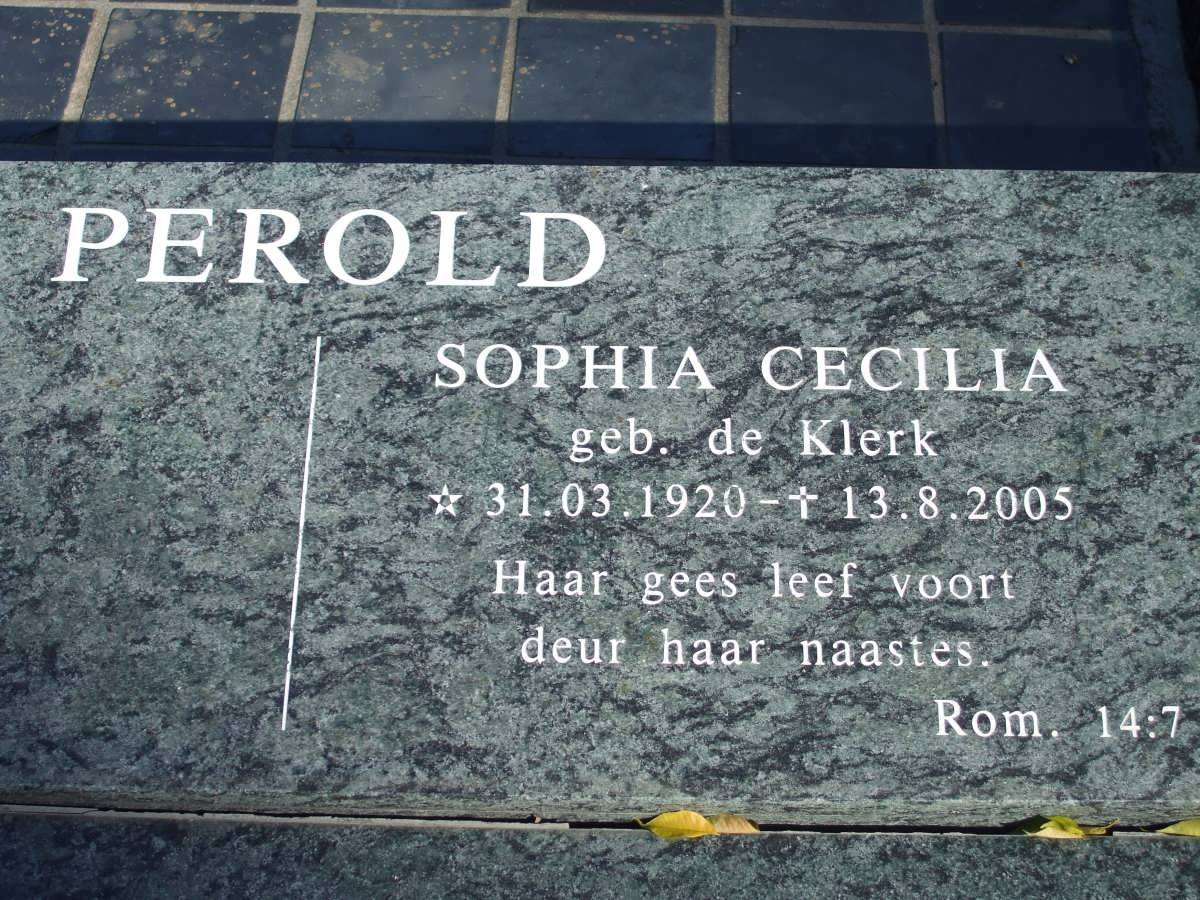 PEROLD
SOPHIA CECILIA
geb. de Klerk
☆ 31.03.1920 – † 13.8.2005
Haar gees leef voort
deur haar naastes.
Rom. 14:7